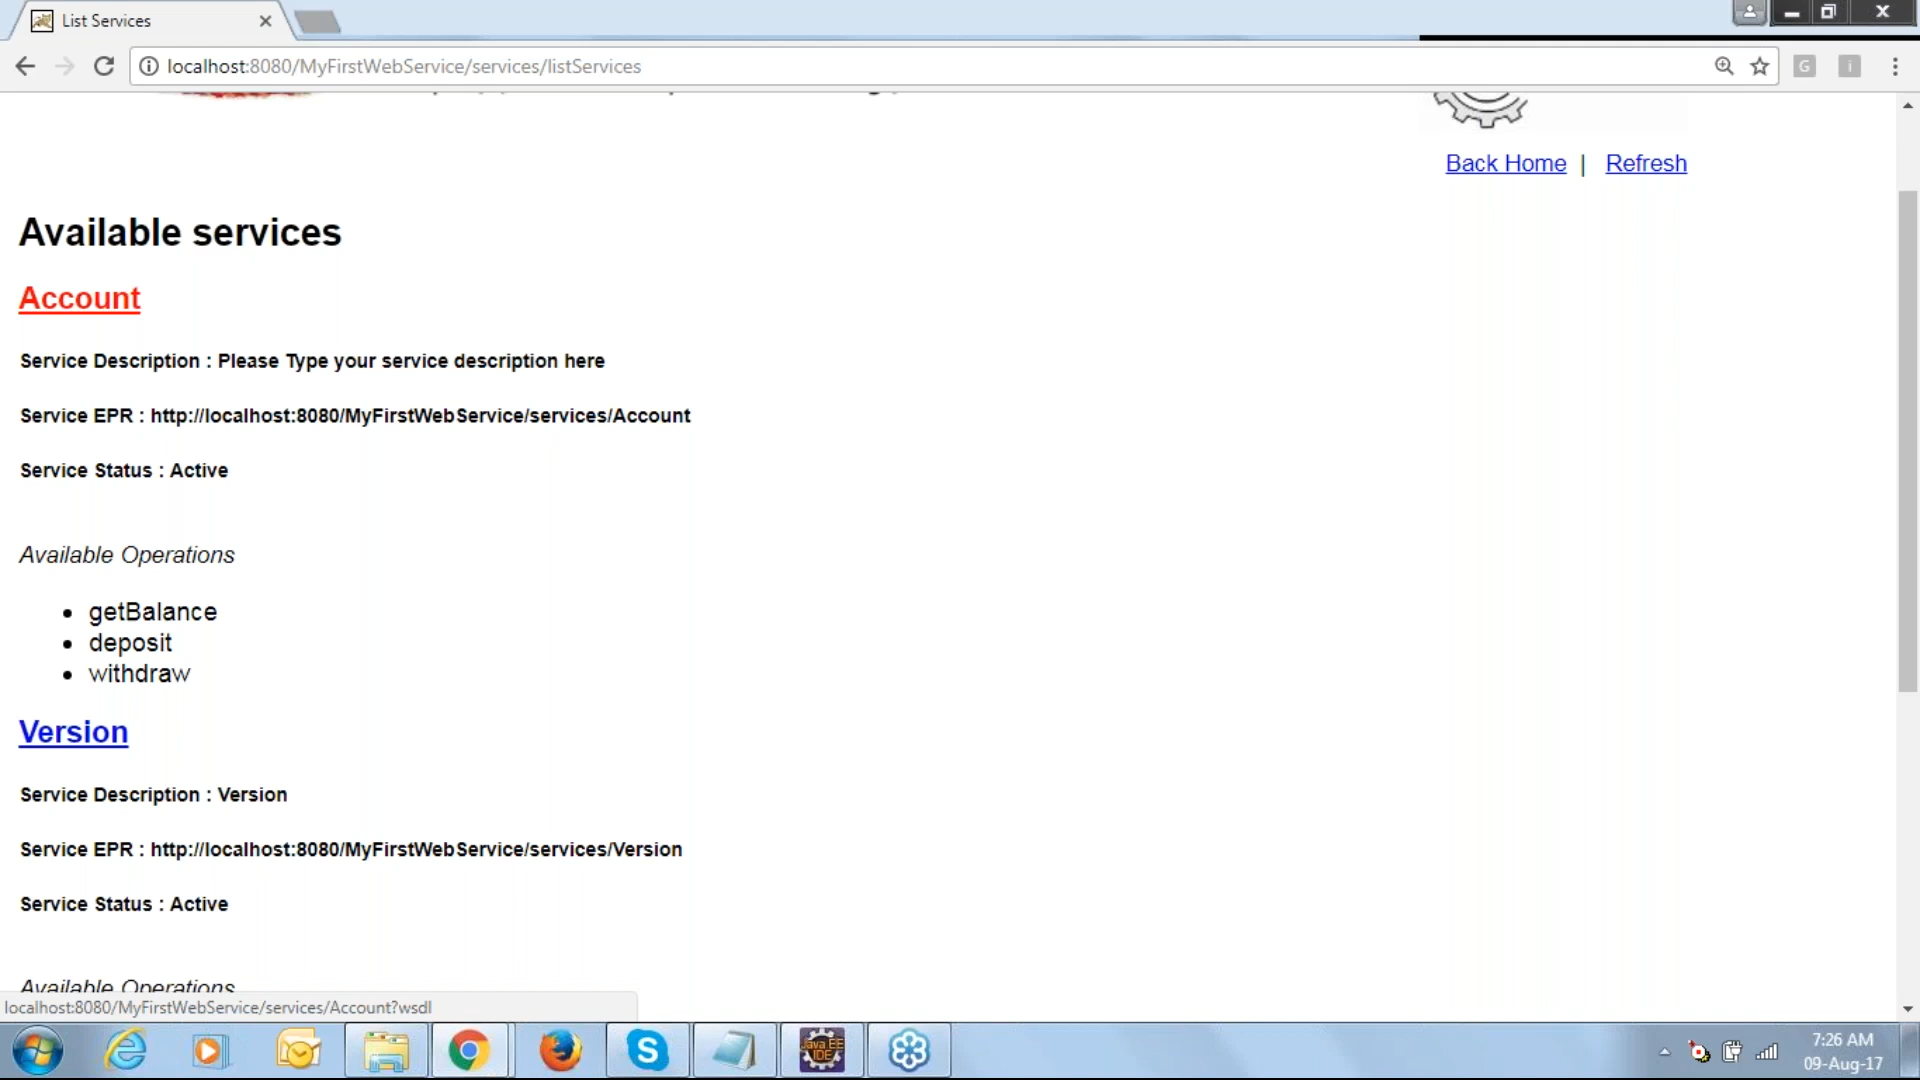 List Services
localhost:8080/MyFirstWebService/services/listServices
Back Home | Refresh
Available services
Account
Service Description : Please Type your service description here
Service EPR : http://localhost:8080/MyFirstWebService/services/Account
Service Status : Active
Available Operations
• getBalance
• deposit
• withdraw
Version
Service Description : Version
Service EPR : http://localhost:8080/MyFirstWebService/services/Version
Service Status : Active
Available Operations
localhost:8080/MyFirstWebService/services/Account?wsdl
Java EE
IDE
7:26 AM
09-Aug-17